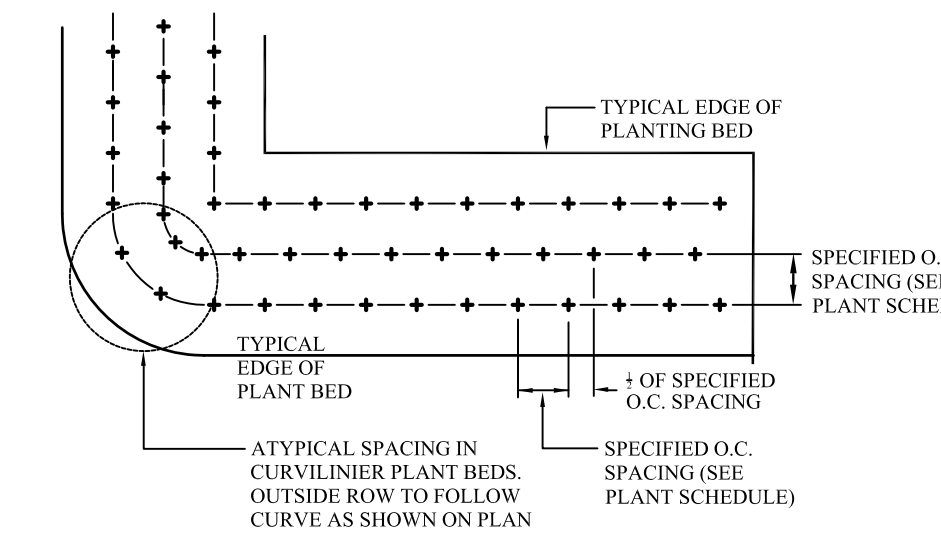 TYPICAL EDGE OF
PLANTING BED
SPECIFIED O.
SPACING (SEE
PLANT SCHE
TYPICAL
EDGE OF
PLANT BED
½ OF SPECIFIED
O.C. SPACING
ATYPICAL SPACING IN
CURVILINIER PLANT BEDS.
OUTSIDE ROW TO FOLLOW
CURVE AS SHOWN ON PLAN
SPECIFIED O.C.
SPACING (SEE
PLANT SCHEDULE)